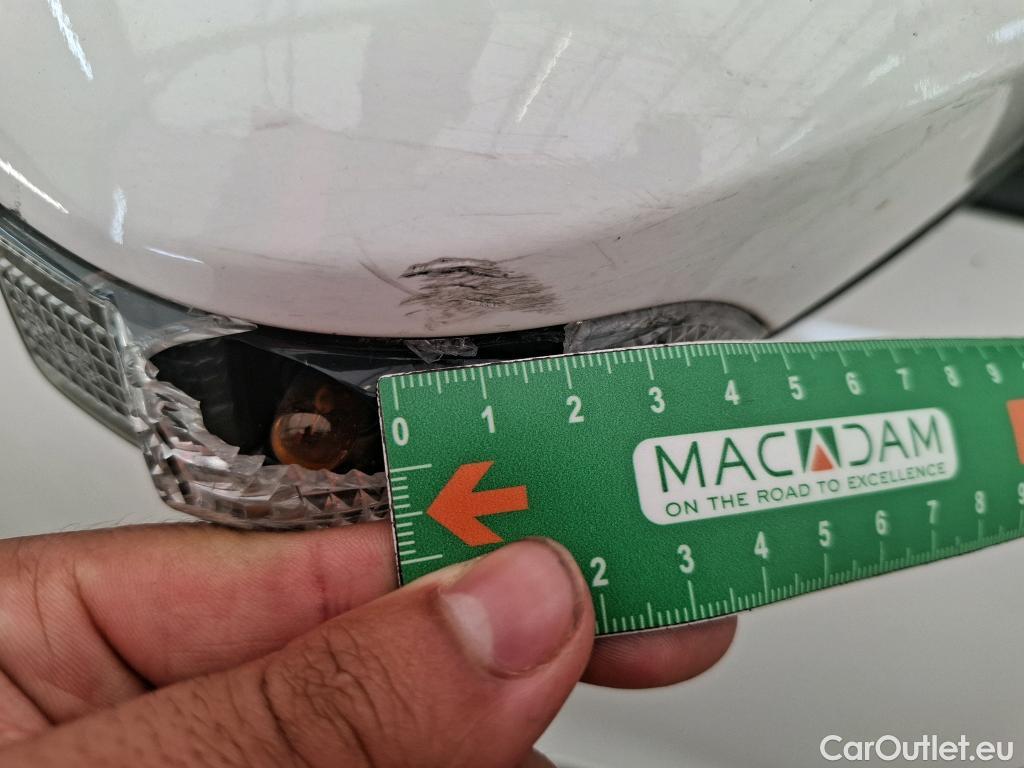 0 1 2 3 4 5 6 7 8 9
MACADAM
ON THE ROAD TO EXCELLENCE
2 3 4 5 6 7 8 9
CarOutlet.eu